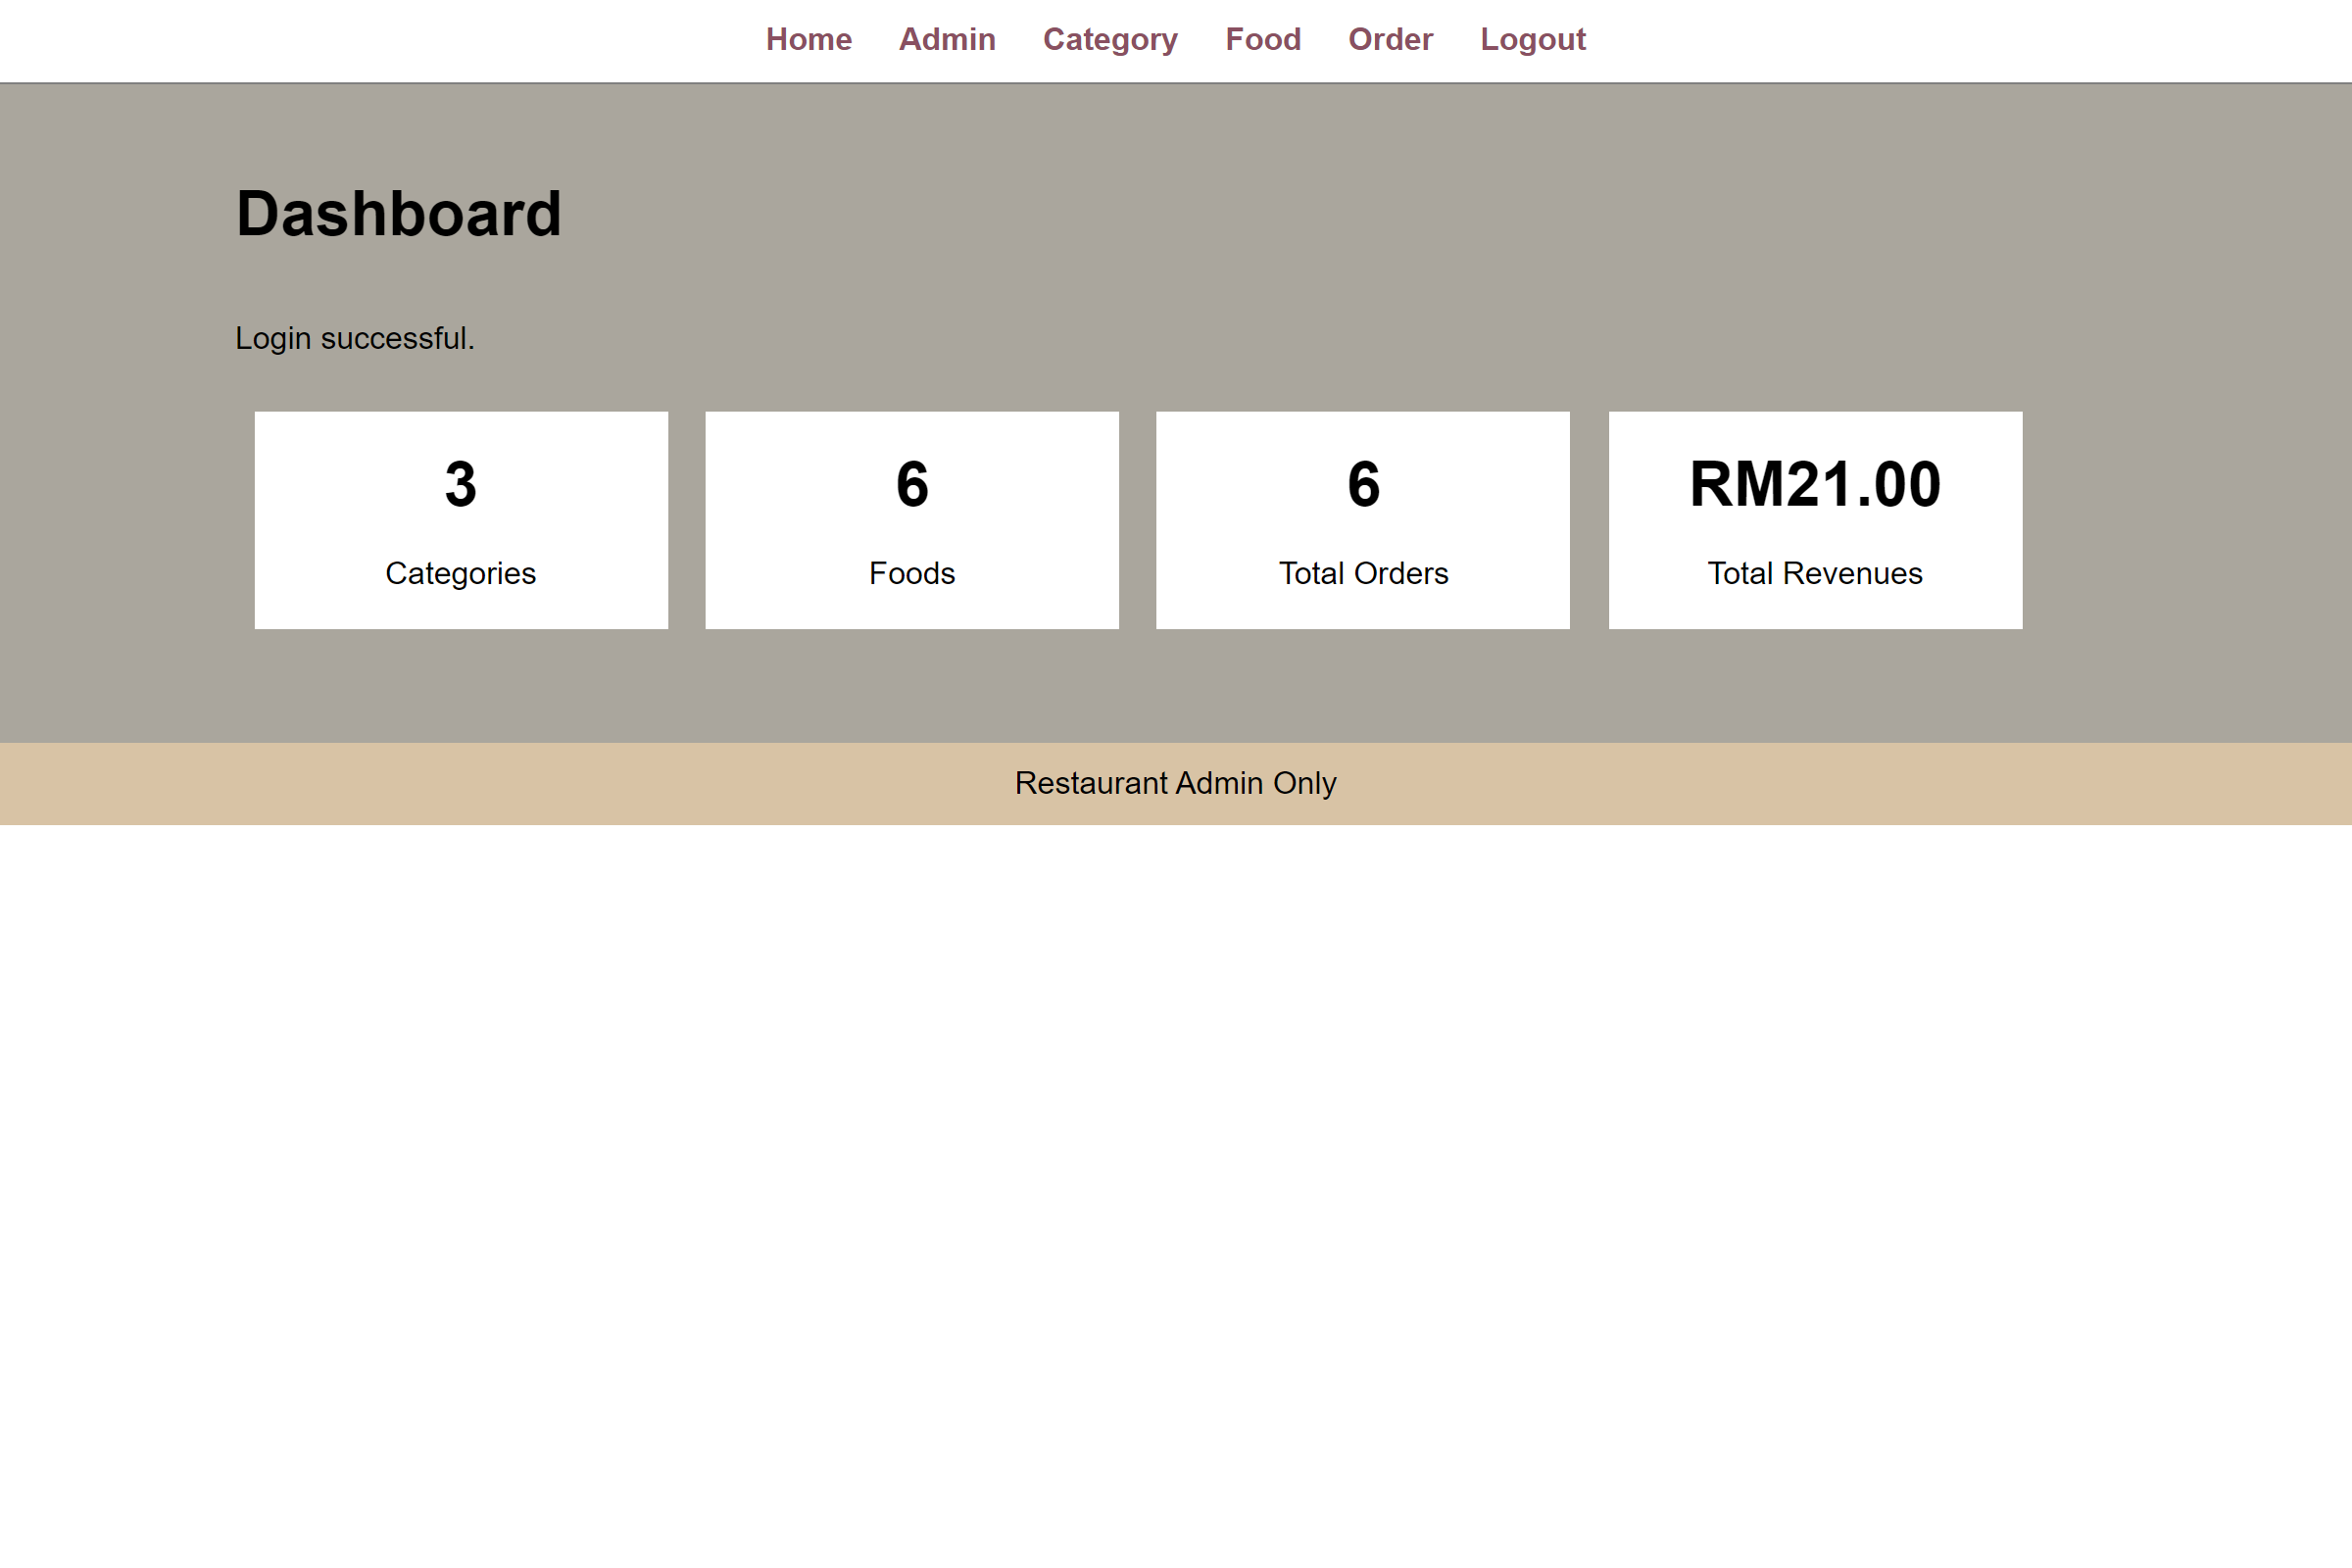 Home Admin Category Food Order Logout
Dashboard
Login successful.
3 6 6 RM21.00
Categories Foods Total Orders Total Revenues
Restaurant Admin Only